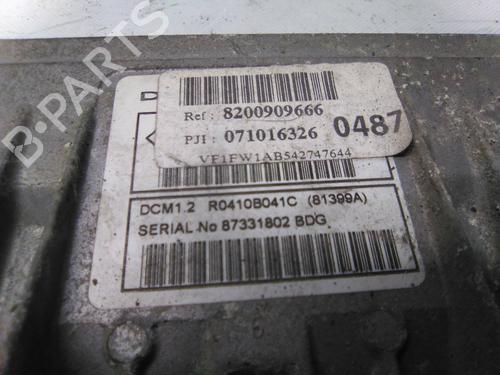 B-PARTS
D
Ref : 8200909666
PJI : 071016326 0487
VF1FW1AB542747644
DCM1.2 R0410B041C (81399A)
SERIAL No 87331802 BDG